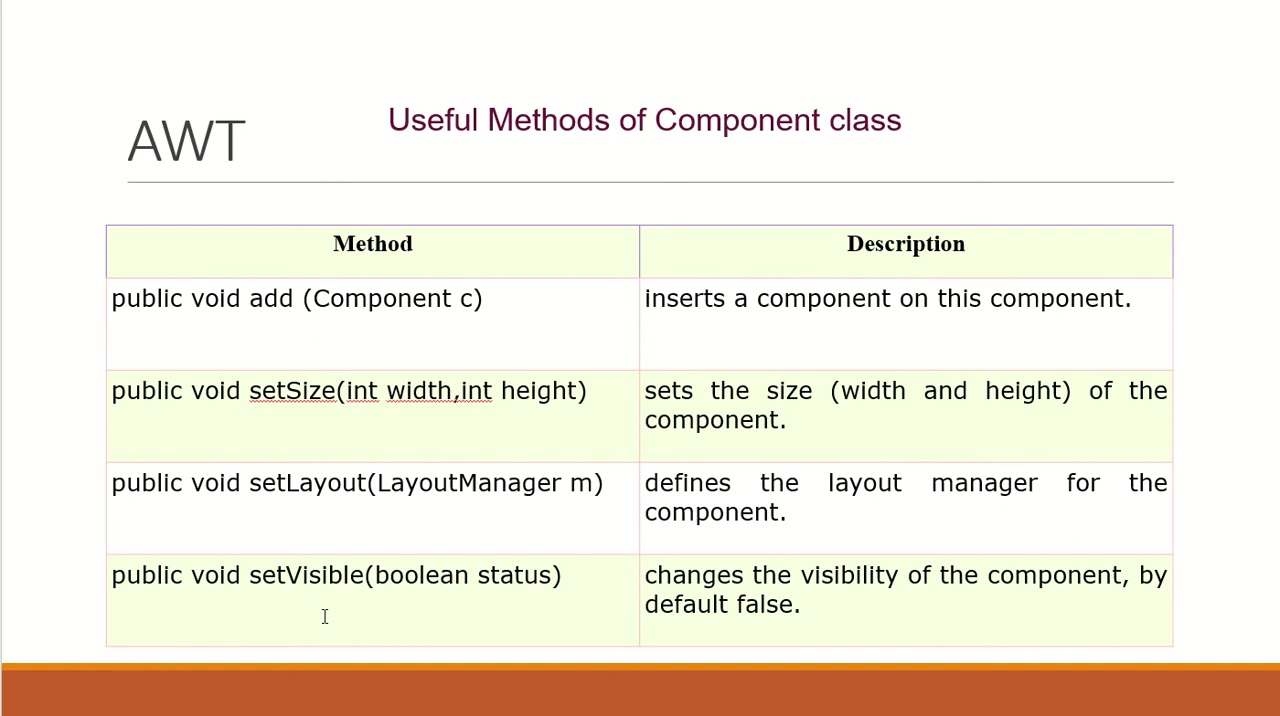 AWT
Useful Methods of Component class
Method
Description
public void add (Component c)
inserts a component on this component.
public void setSize(int width,int height)
sets the size (width and height) of the
component.
public void setLayout(LayoutManager m)
defines the layout manager for the
component.
public void setVisible(boolean status)
changes the visibility of the component, by
default false.